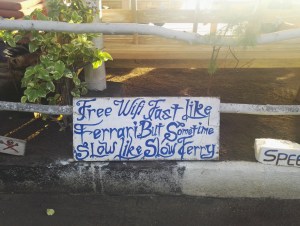 Free Wifi Fast like
Ferrari But Sometime
SLow Like SLow Ferry
SPEE